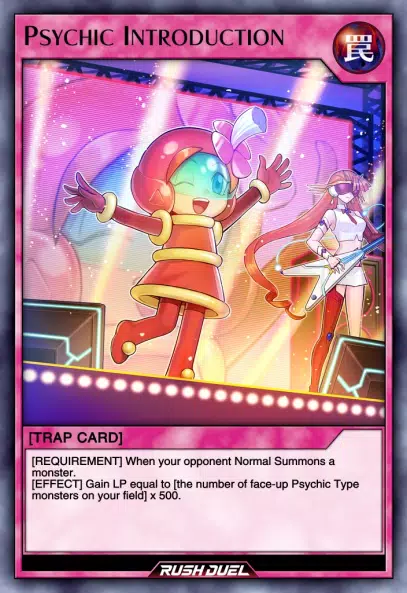 PSYCHIC INTRODUCTION
罠
[TRAP CARD]
[REQUIREMENT] When your opponent Normal Summons a
monster.
[EFFECT] Gain LP equal to [the number of face-up Psychic Type
monsters on your field] x 500.
RUSH DUEL